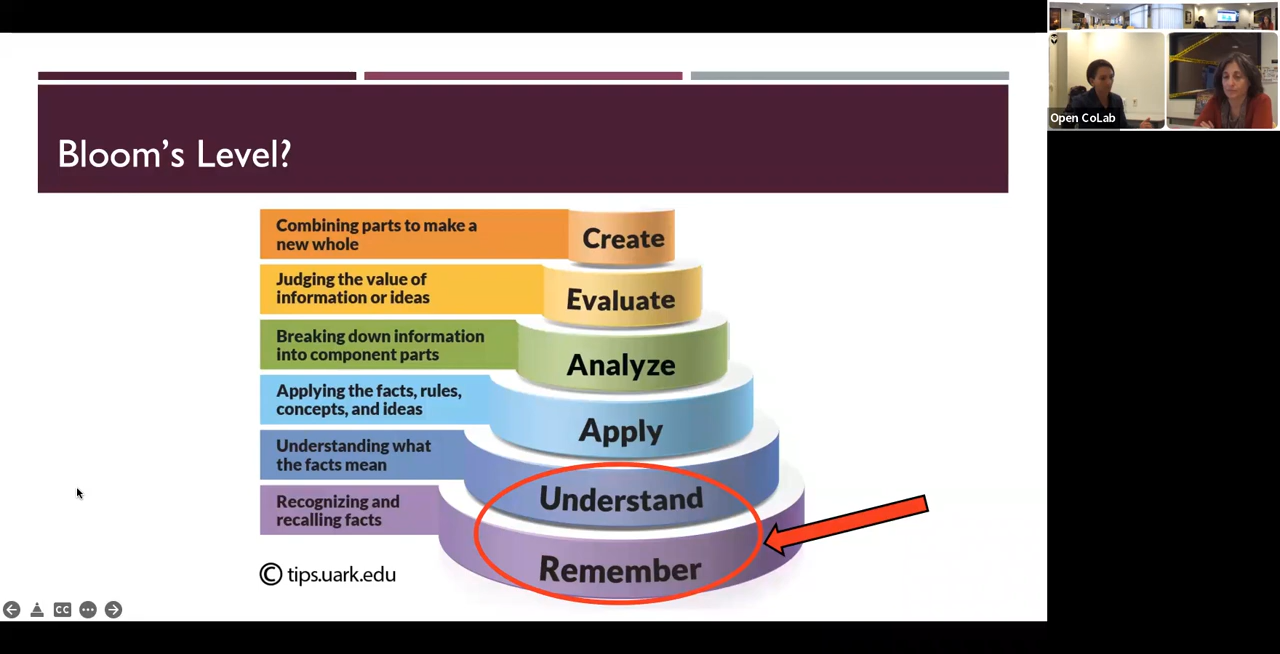 Bloom's Level?
Combining parts to make a
new whole
Create
Judging the value of
information or ideas
Evaluate
Breaking down information
into component parts
Analyze
Applying the facts, rules,
concepts, and ideas
Apply
Understanding what
the facts mean
Understand
Recognizing and
recalling facts
Remember
© tips.uark.edu
CC
Open CoLab